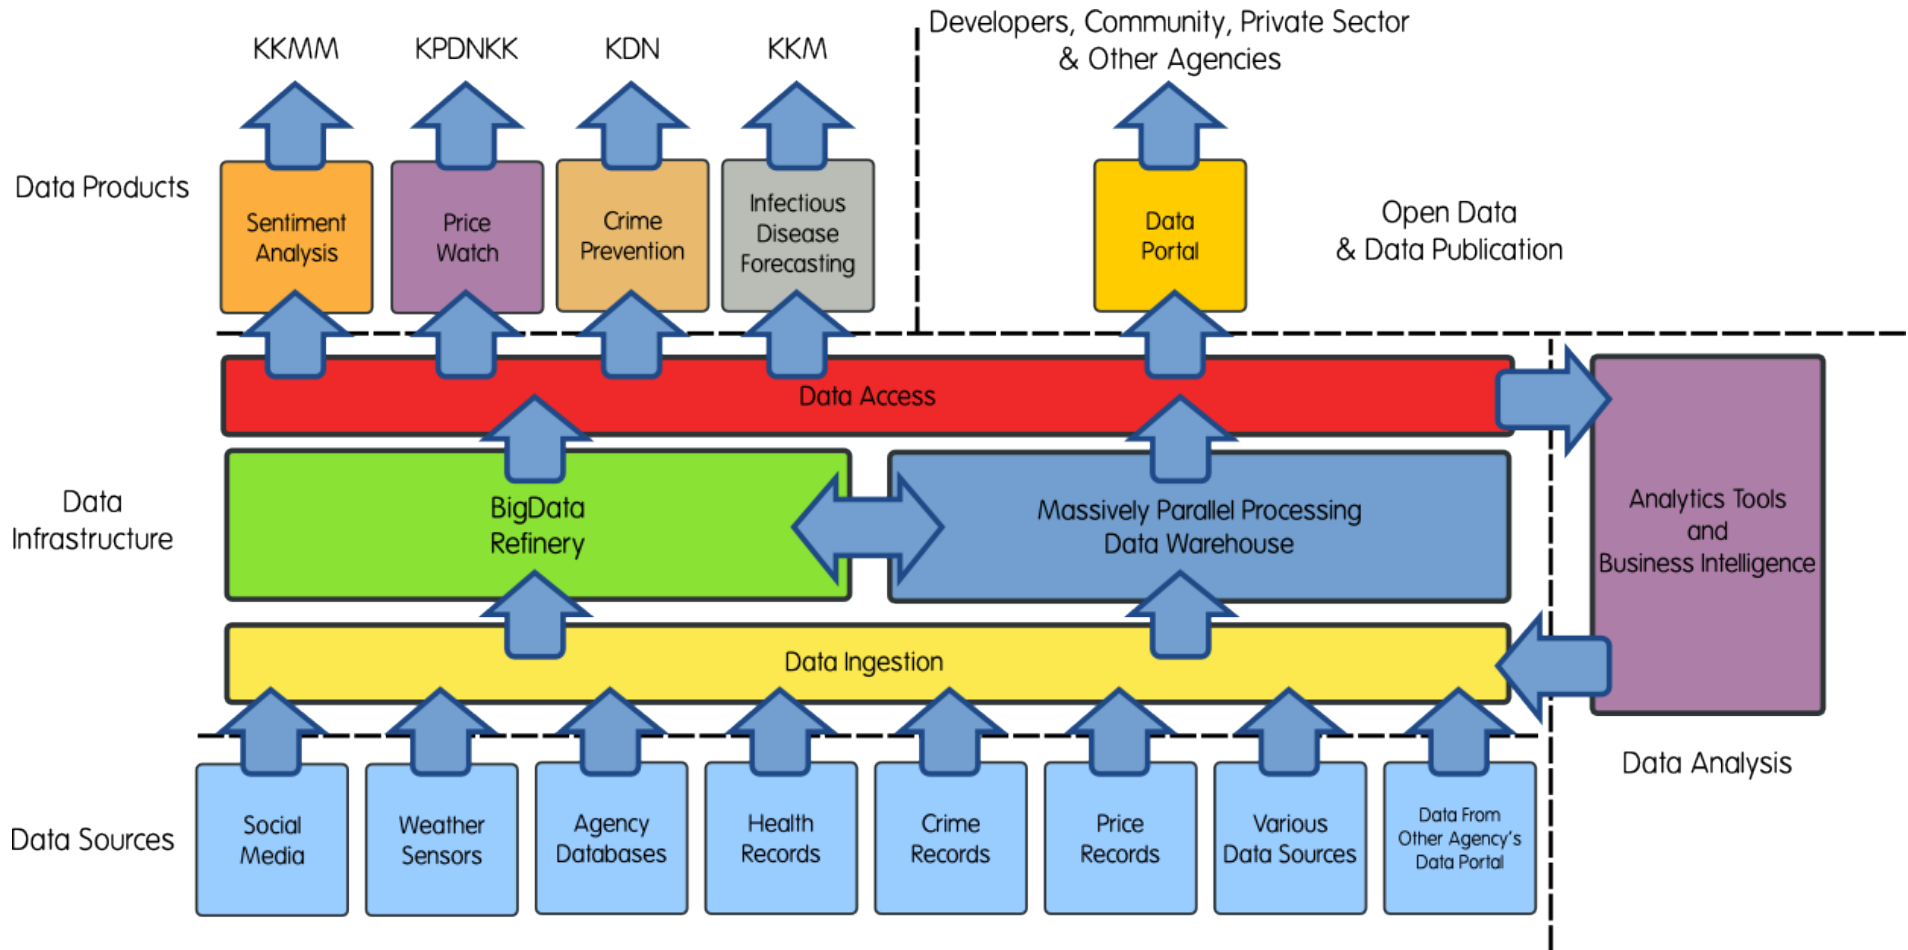 KKMM
KPDNKK
KDN
KKM
Developers, Community, Private Sector
& Other Agencies
Data Products
Sentiment
Analysis
Price
Watch
Crime
Prevention
Infectious
Disease
Forecasting
Data
Portal
Open Data
& Data Publication
Data Access
Data
Infrastructure
BigData
Refinery
Massively Parallel Processing
Data Warehouse
Analytics Tools
and
Business Intelligence
Data Ingestion
Data Analysis
Data Sources
Social
Media
Weather
Sensors
Agency
Databases
Health
Records
Crime
Records
Price
Records
Various
Data Sources
Data From
Other Agency's
Data Portal